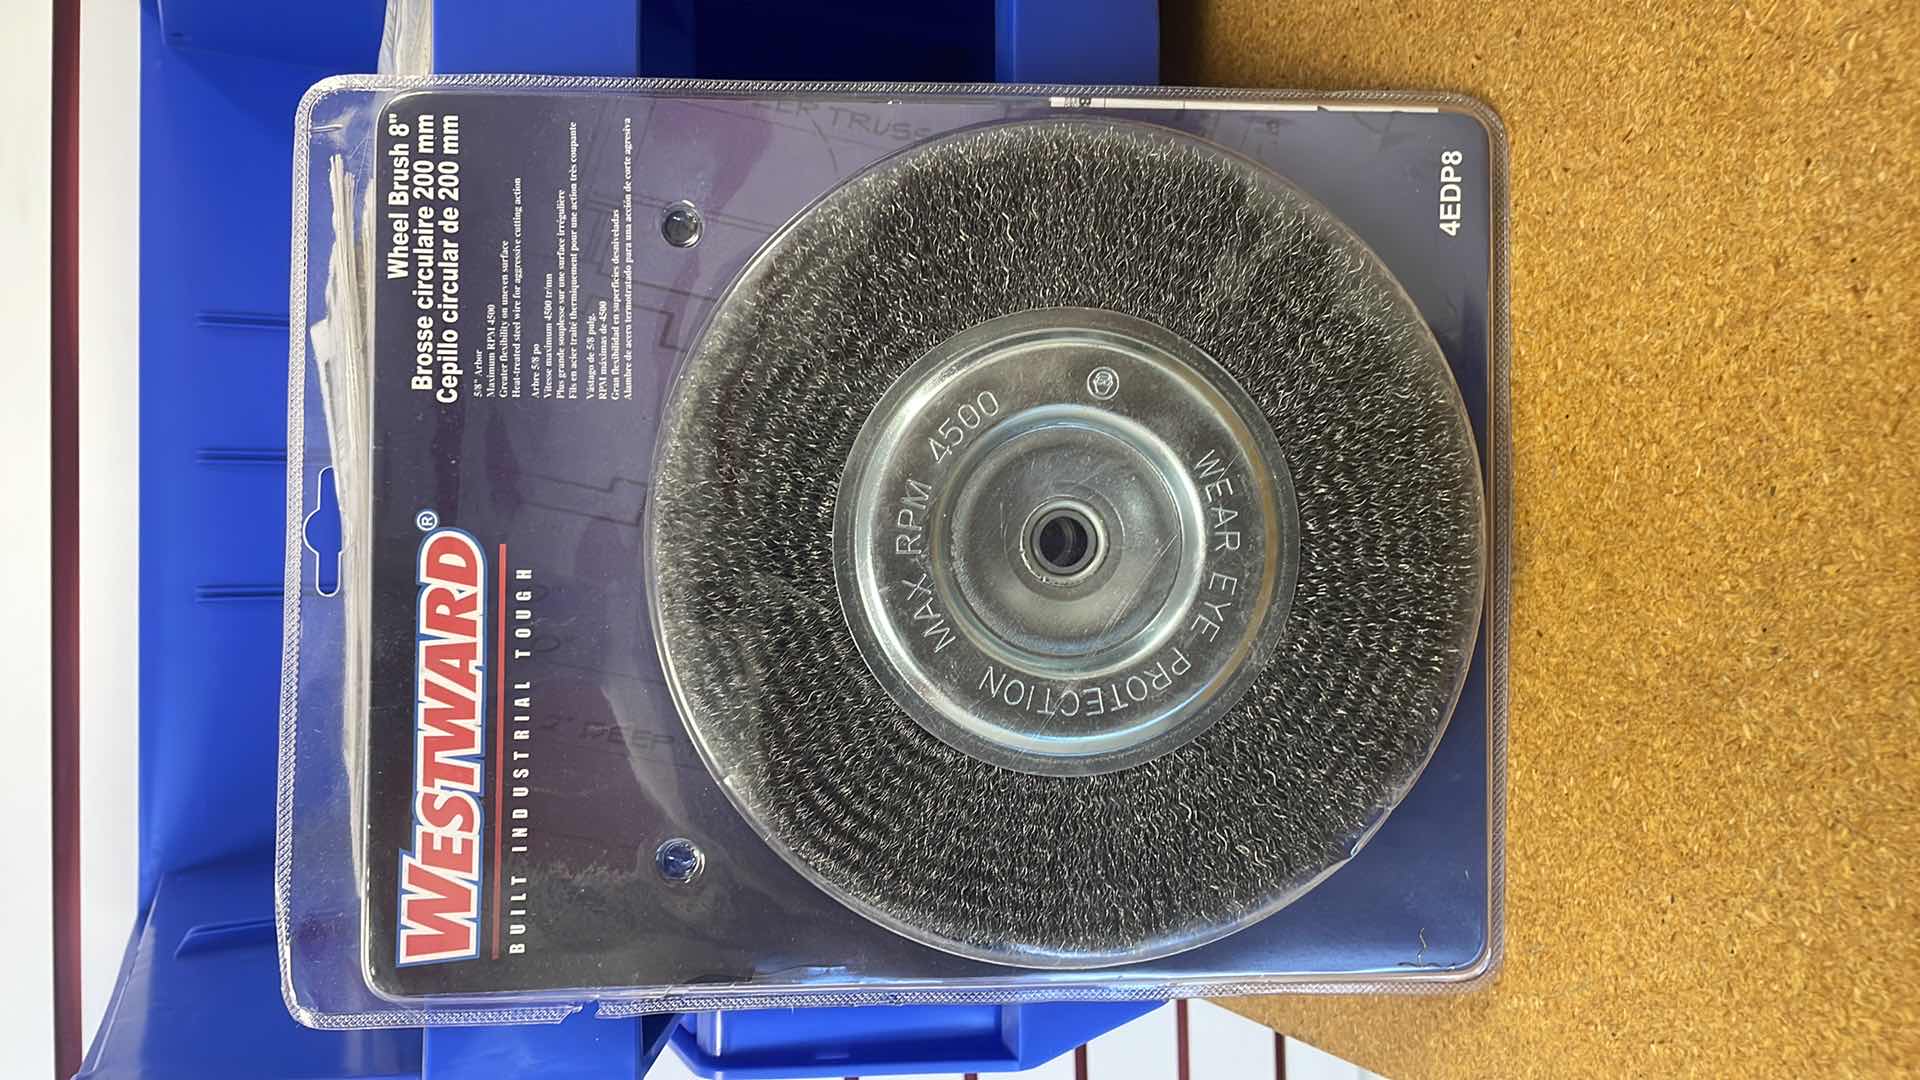 WESTWARD®
BUILT INDUSTRIAL TOUGH
Wheel Brush 8"
Brosse circulaire 200 mm
Cepillo circular de 200 mm
5/8" Arbor
Maximum RPM 4500
Greater flexibility on uneven surface
Heat-treated steel wire for aggressive cutting action
Arbre 5/8 po
Vitesse maximum 4500 tr/mn
Plus grande souplesse sur une surface irrégulière
Fils en acier traité thermiquement pour une action très coupante
Vástago de 5/8 pulg.
RPM máximas de 4500
Gran flexibilidad en superficies desniveladas
Alambre de acero termotratado para una acción de corte agresiva
TRUSS
DEEP
MAX. RPM 4500
WEAR EYE PROTECTION
4EDP8